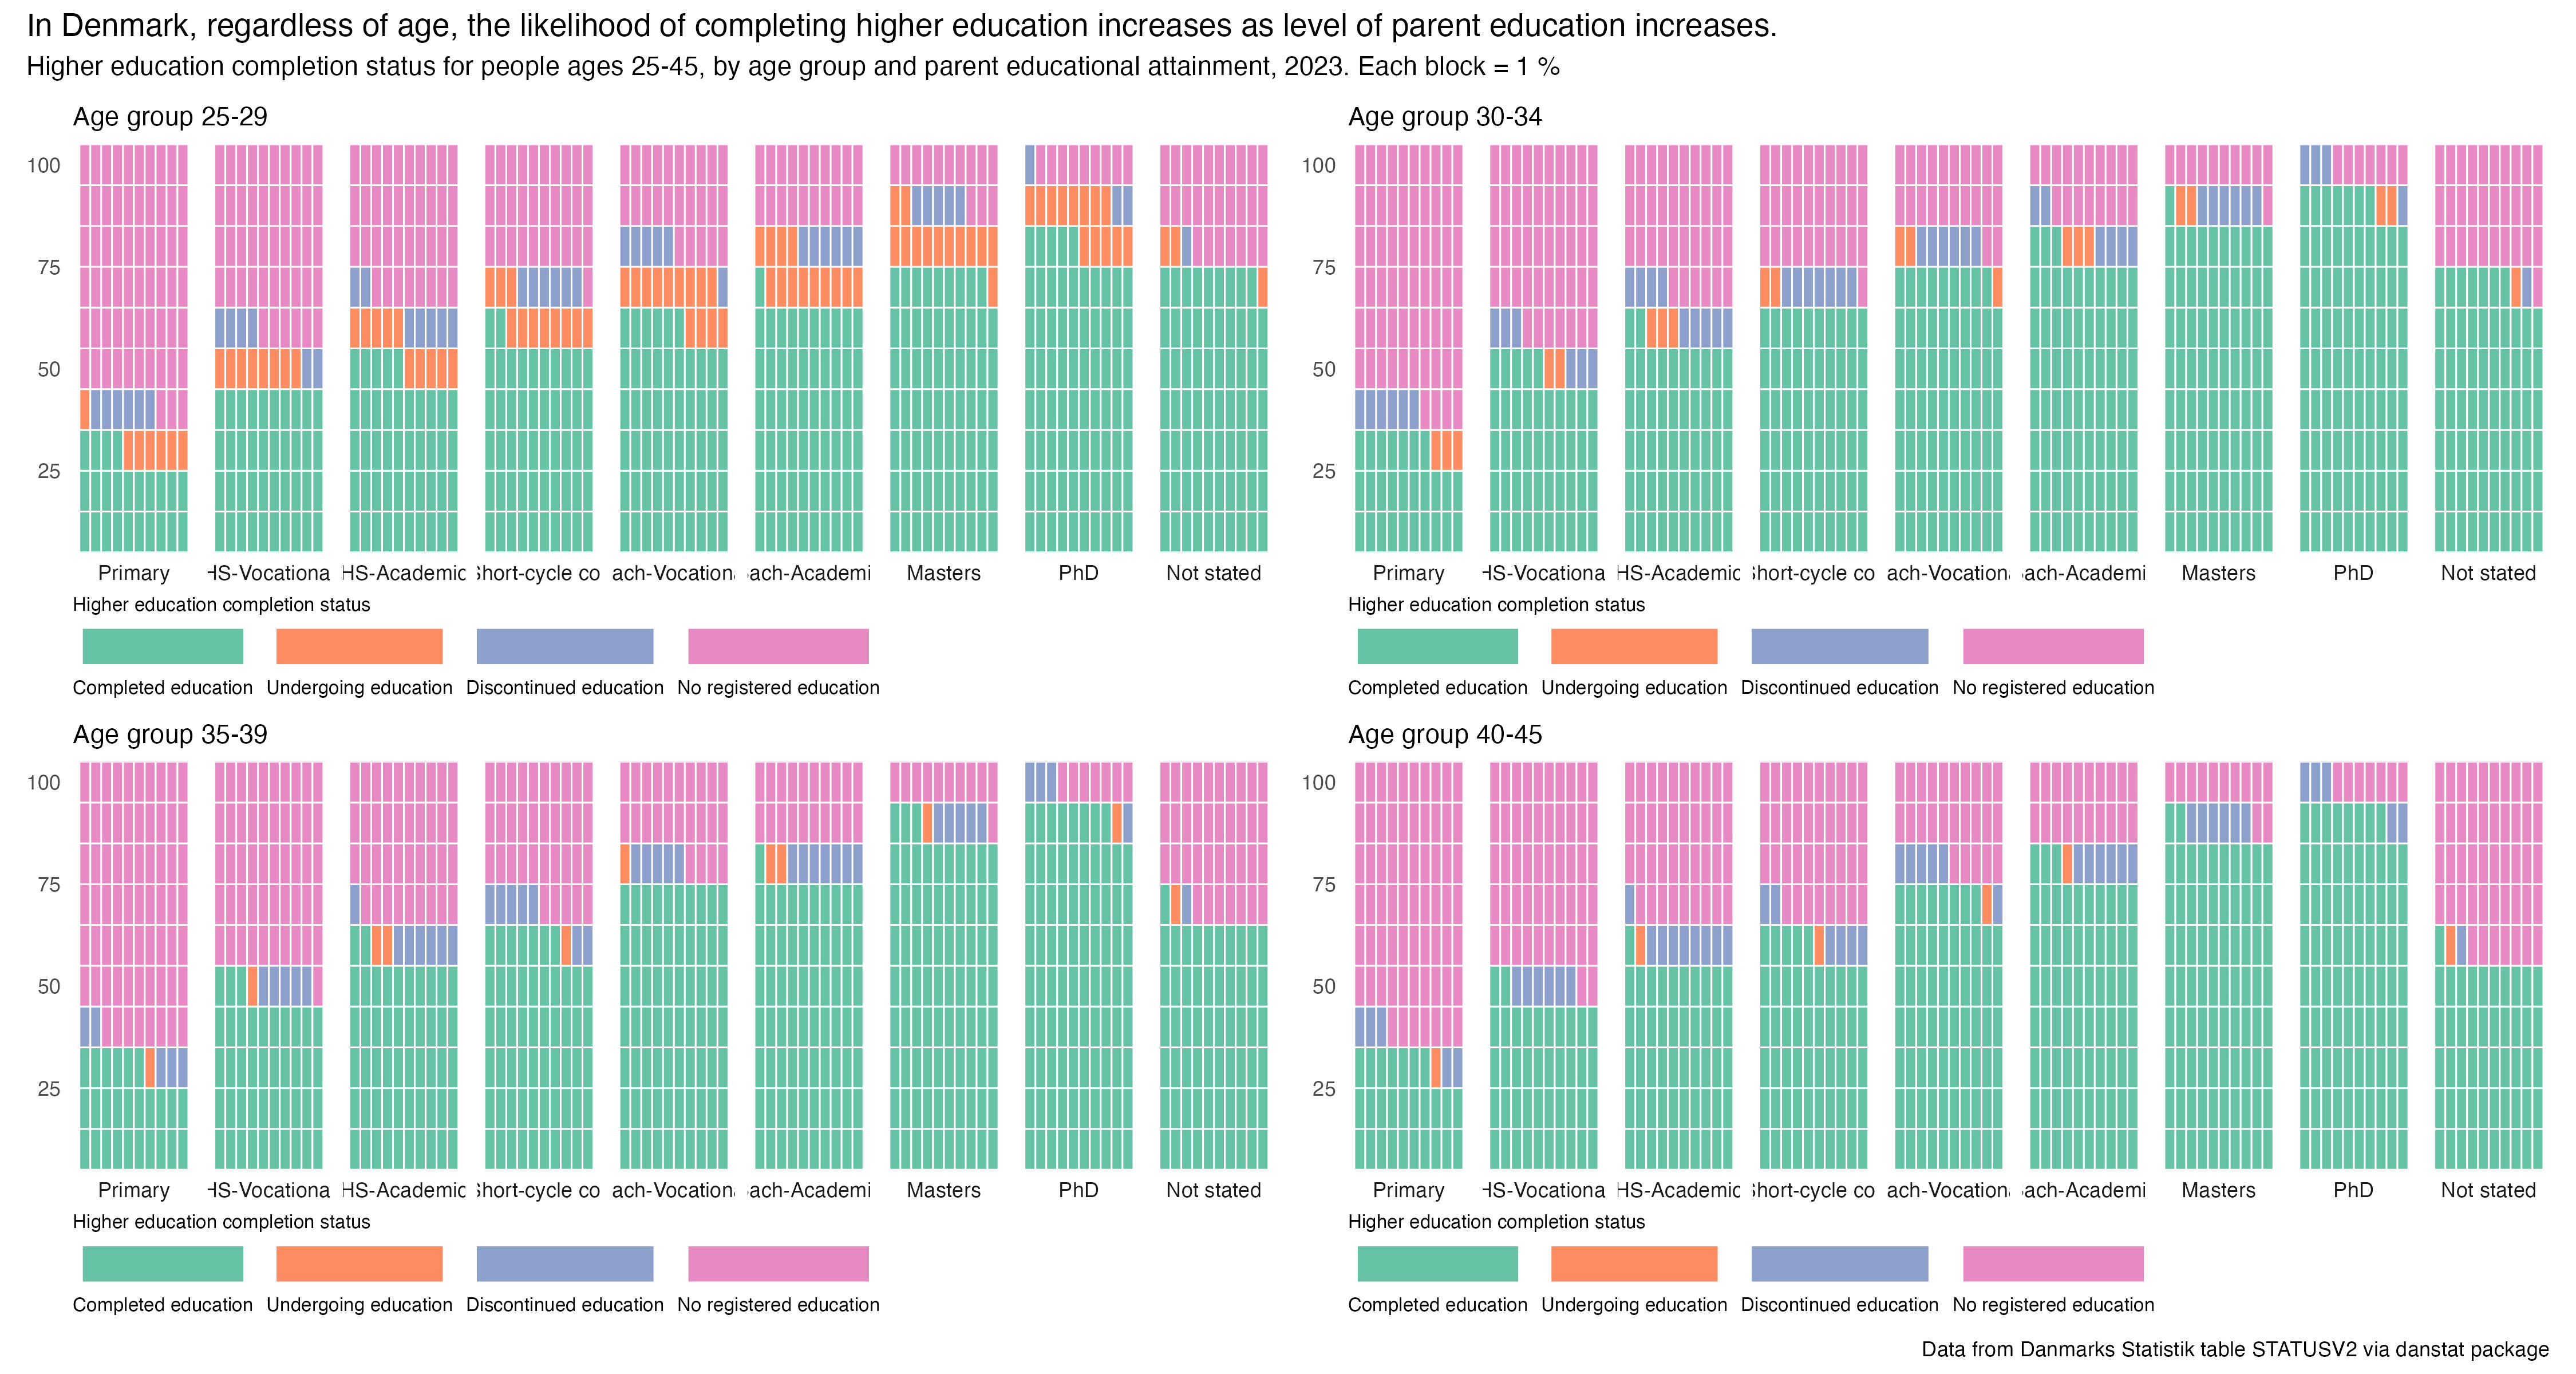 In Denmark, regardless of age, the likelihood of completing higher education increases as level of parent education increases.
Higher education completion status for people ages 25-45, by age group and parent educational attainment, 2023. Each block = 1 %
Age group 25-29
100
75
50
25
Primary HS-Vocationa HS-Academic Short-cycle co ach-Vocation ach-Academi Masters PhD Not stated
Higher education completion status
Completed education Undergoing education Discontinued education No registered education
Age group 30-34
100
75
50
25
Primary HS-Vocationa HS-Academic Short-cycle co ach-Vocation ach-Academi Masters PhD Not stated
Higher education completion status
Completed education Undergoing education Discontinued education No registered education
Age group 35-39
100
75
50
25
Primary HS-Vocationa HS-Academic Short-cycle co ach-Vocation ach-Academi Masters PhD Not stated
Higher education completion status
Completed education Undergoing education Discontinued education No registered education
Age group 40-45
100
75
50
25
Primary HS-Vocationa HS-Academic Short-cycle co ach-Vocation ach-Academi Masters PhD Not stated
Higher education completion status
Completed education Undergoing education Discontinued education No registered education
Data from Danmarks Statistik table STATUSV2 via danstat package